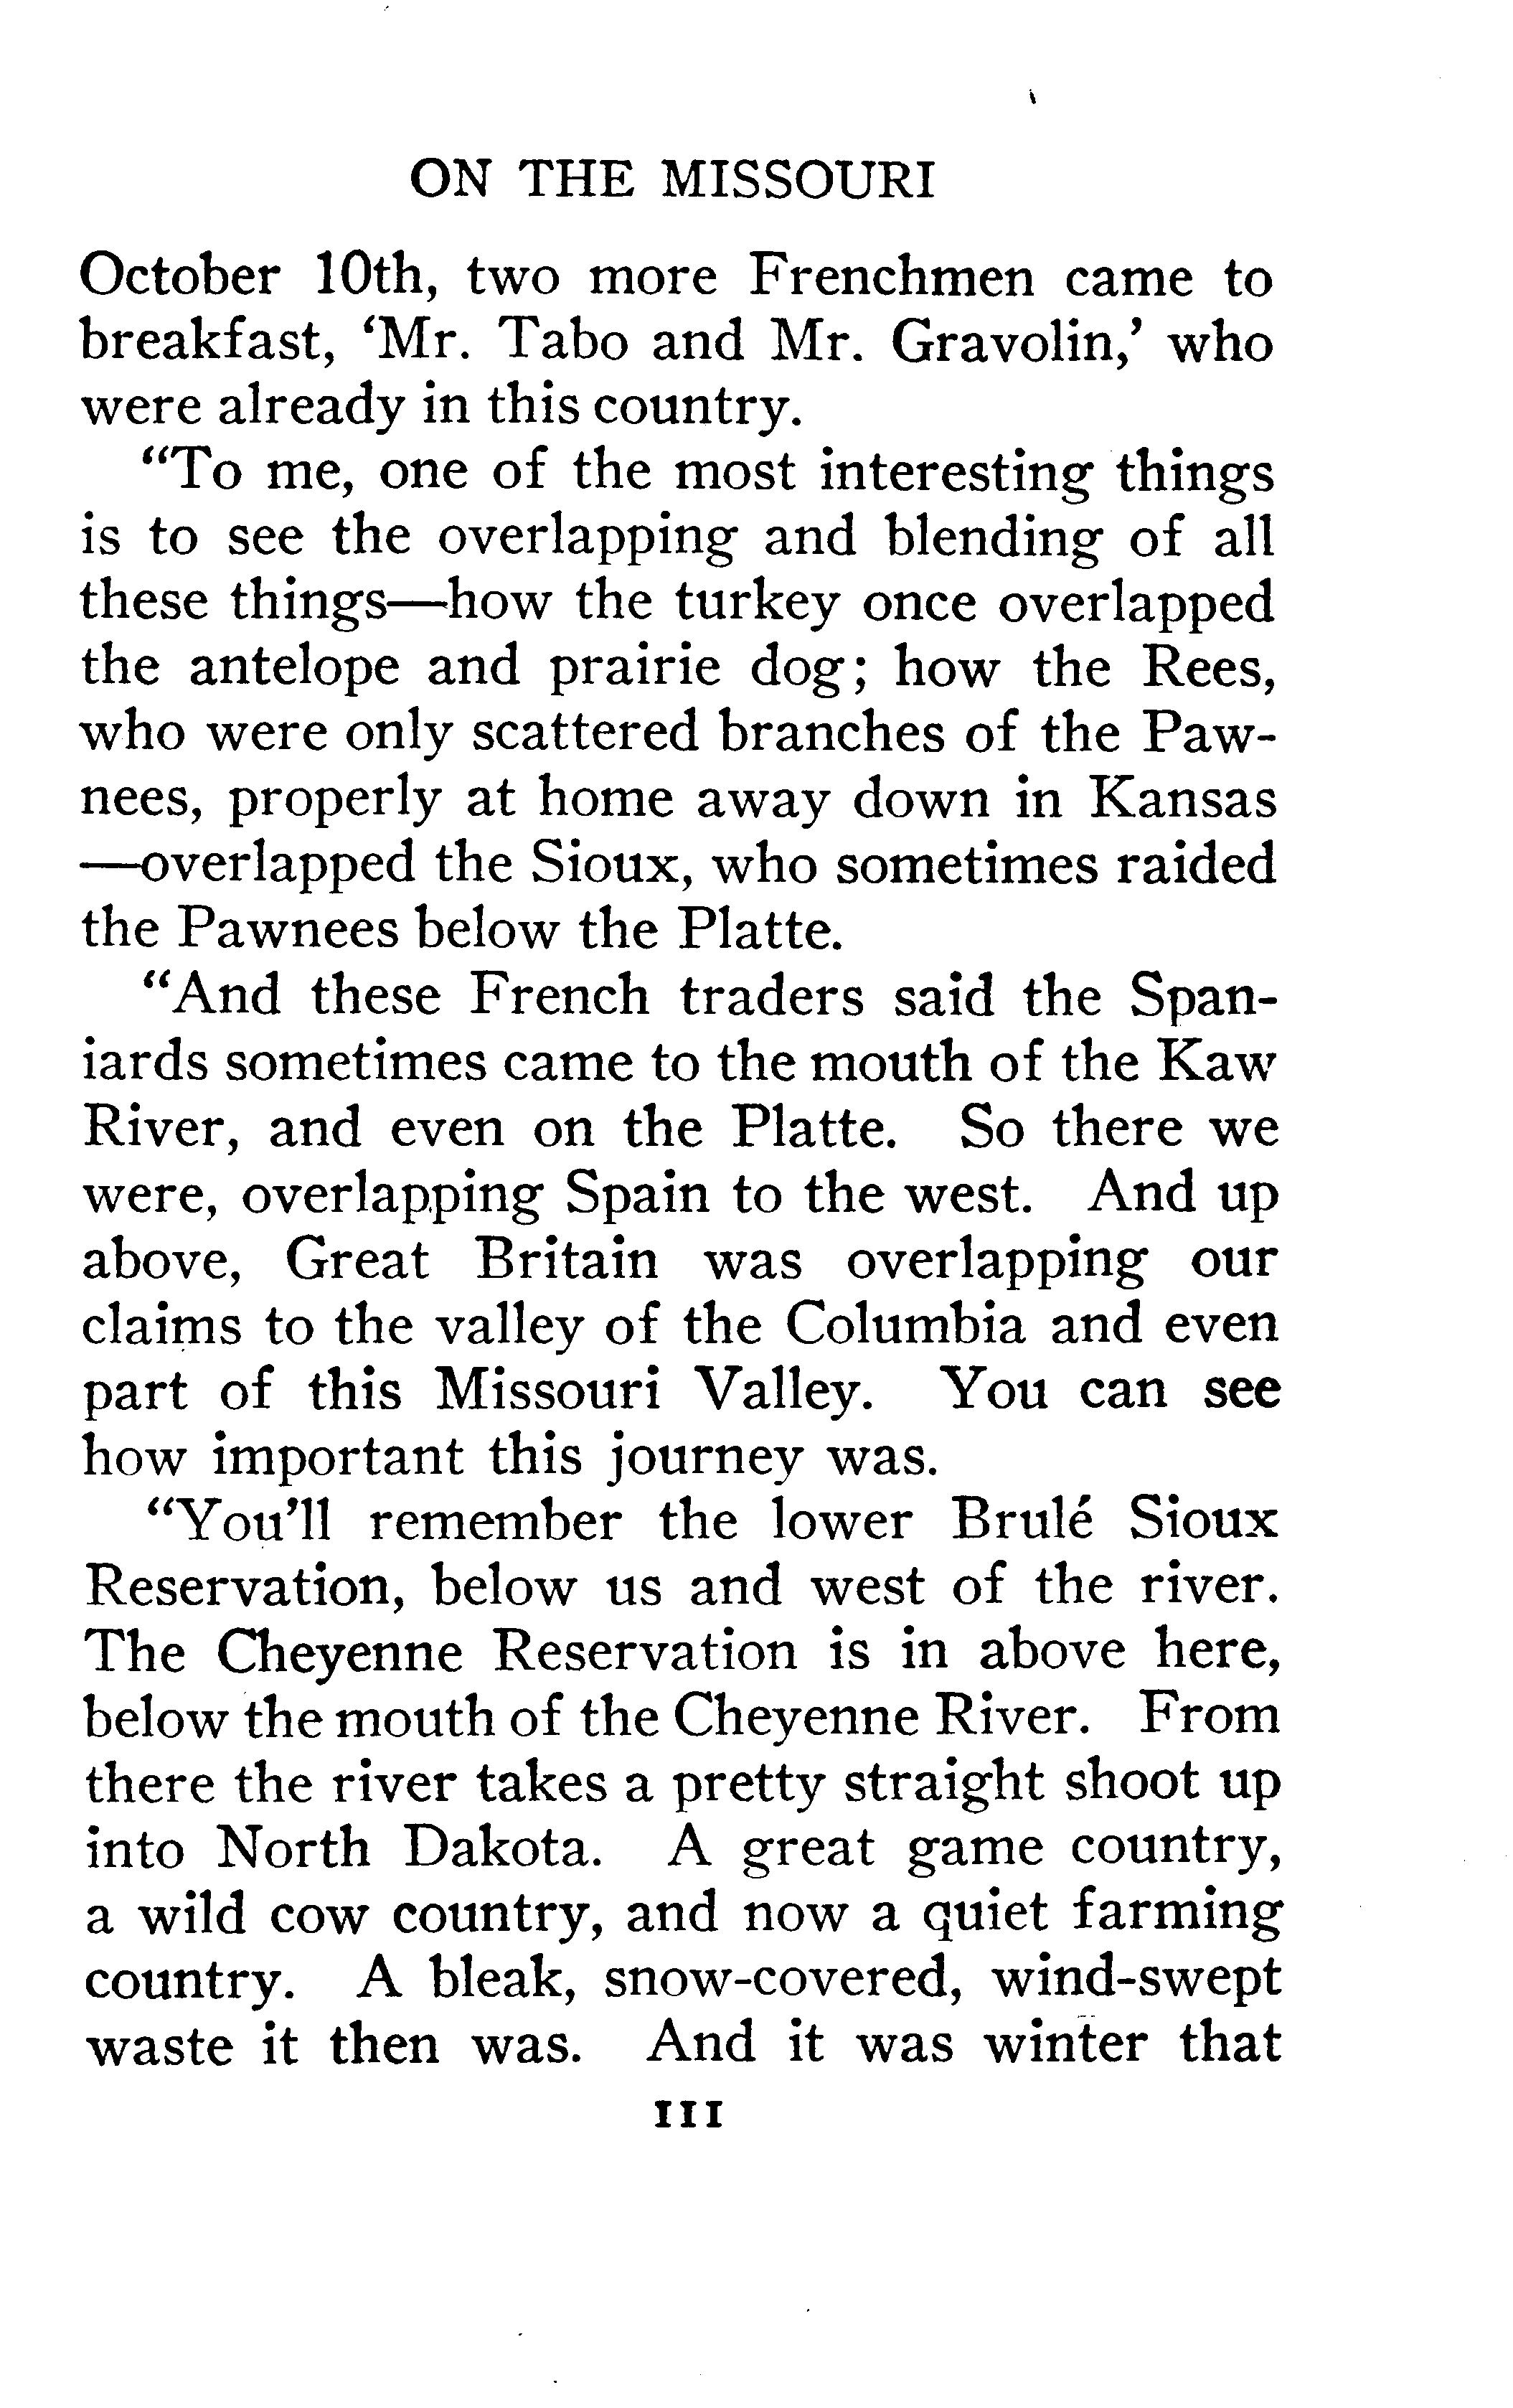 ON THE MISSOURI
October 10th, two more Frenchmen came to
breakfast, ‘Mr. Tabo and Mr. Gravolin,’ who
were already in this country.
“To me, one of the most interesting things
is to see the overlapping and blending of all
these things—how the turkey once overlapped
the antelope and prairie dog; how the Rees,
who were only scattered branches of the Paw-
nees, properly at home away down in Kansas
—overlapped the Sioux, who sometimes raided
the Pawnees below the Platte.
“And these French traders said the Span-
iards sometimes came to the mouth of the Kaw
River, and even on the Platte. So there we
were, overlapping Spain to the west. And up
above, Great Britain was overlapping our
claims to the valley of the Columbia and even
part of this Missouri Valley. You can see
how important this journey was.
“You’ll remember the lower Brulé Sioux
Reservation, below us and west of the river.
The Cheyenne Reservation is in above here,
below the mouth of the Cheyenne River. From
there the river takes a pretty straight shoot up
into North Dakota. A great game country,
a wild cow country, and now a quiet farming
country. A bleak, snow-covered, wind-swept
waste it then was. And it was winter that
111